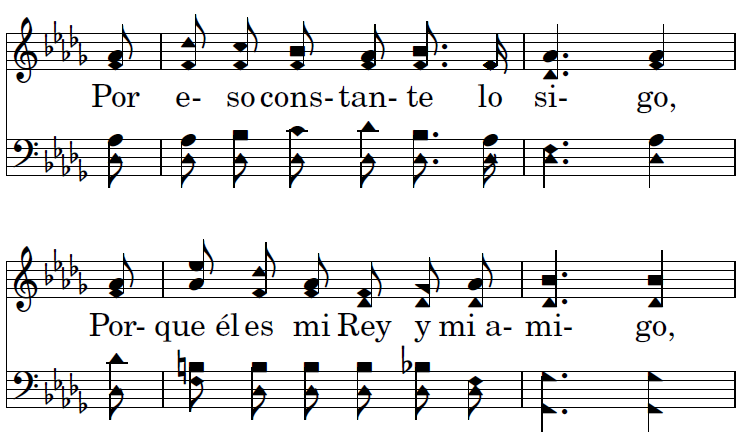 Por e- so cons- tan- te lo si- go,
Por- que él es mi Rey y mi a- mi- go,